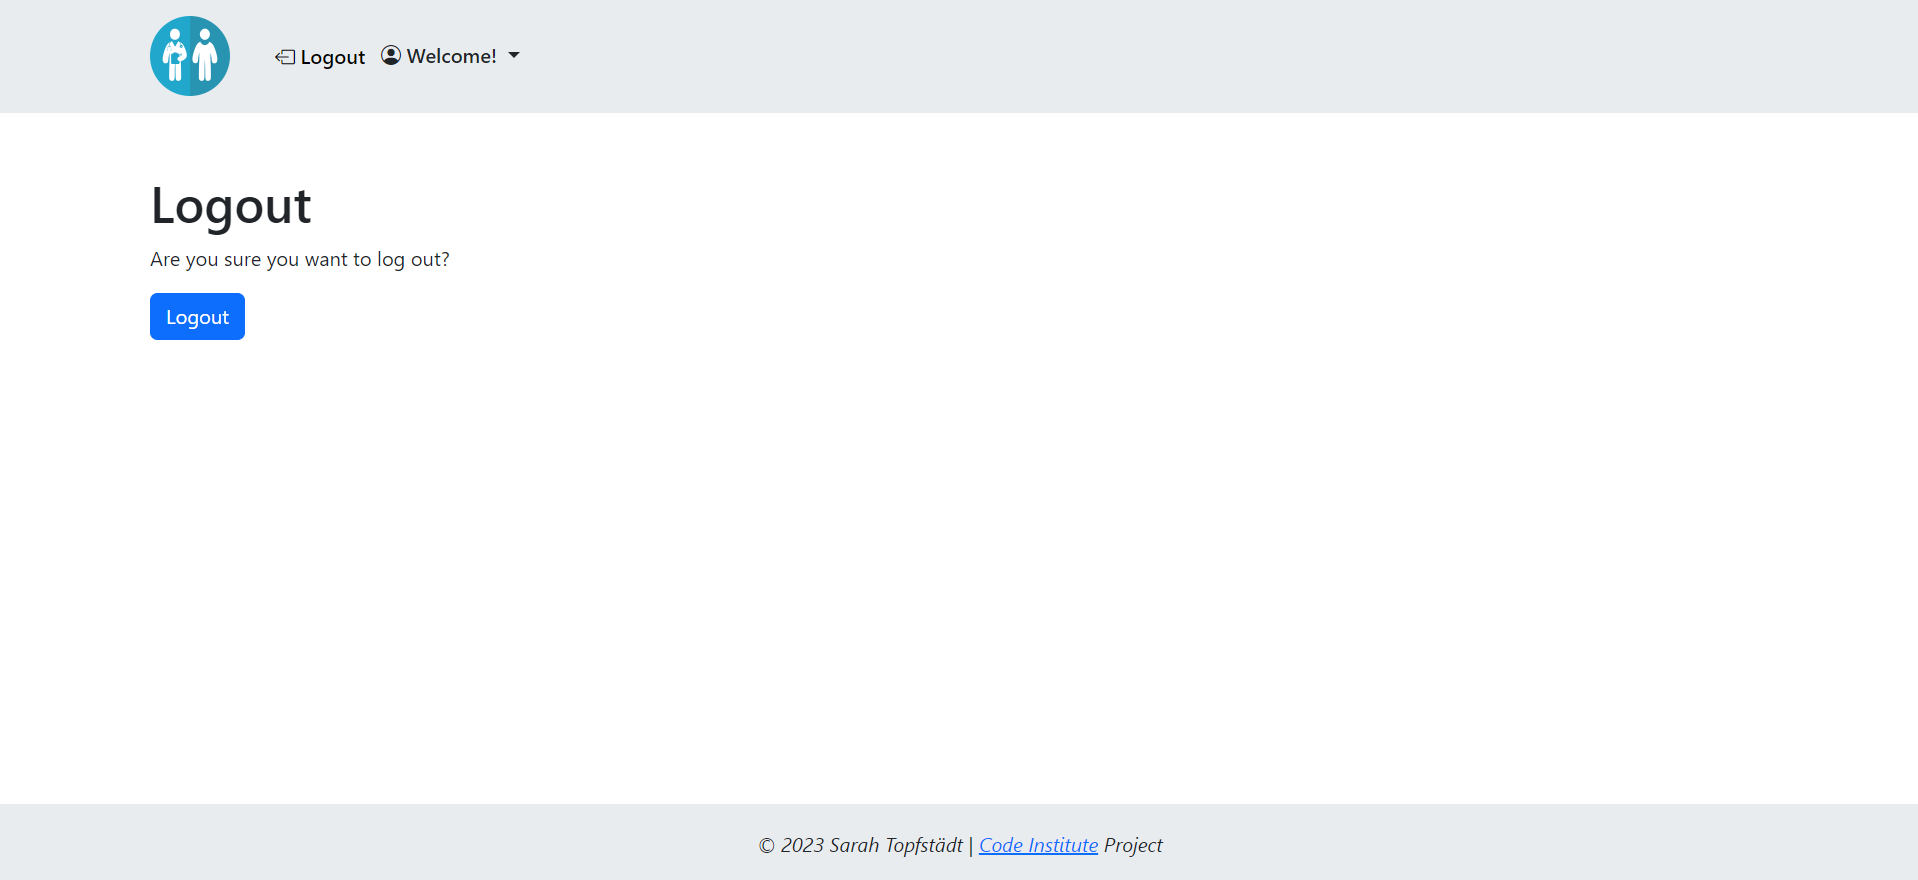 Logout Welcome!
Logout
Are you sure you want to log out?
Logout
© 2023 Sarah Topfstädt | Code Institute Project